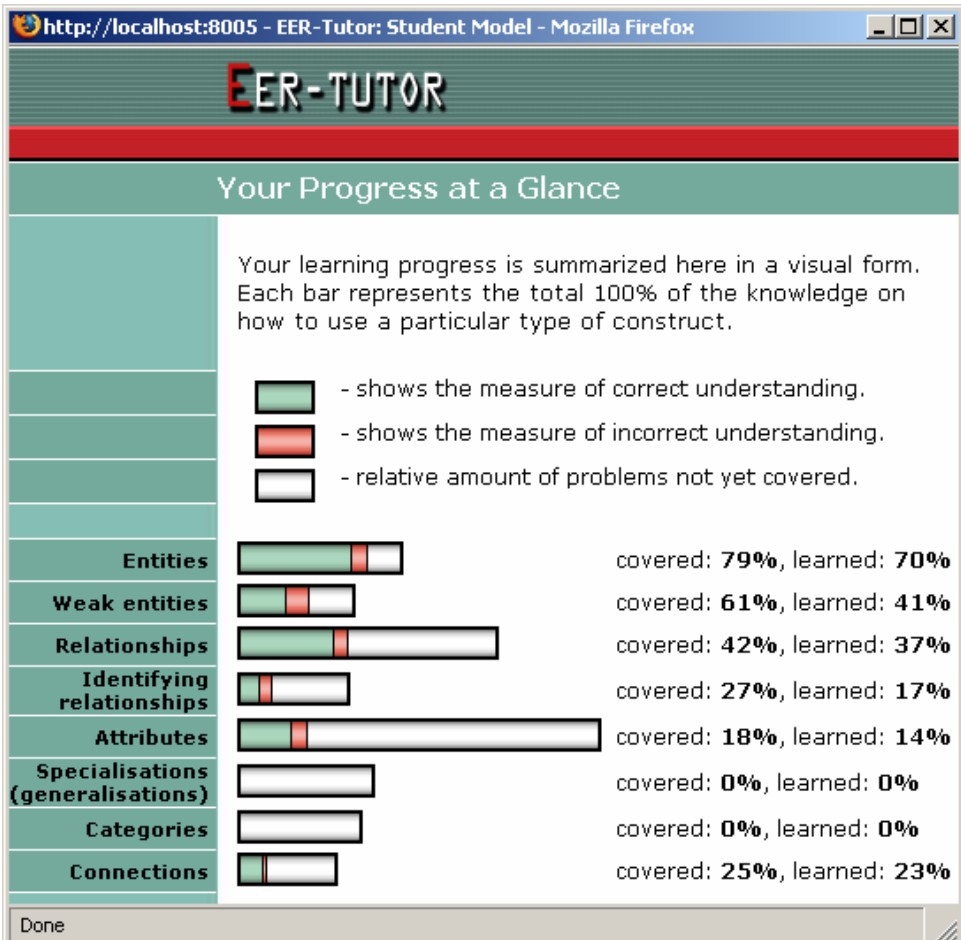 http://localhost:8005 - EER-Tutor: Student Model - Mozilla Firefox
EER-TUTOR
Your Progress at a Glance
Your learning progress is summarized here in a visual form.
Each bar represents the total 100% of the knowledge on
how to use a particular type of construct.
- shows the measure of correct understanding.
- shows the measure of incorrect understanding.
- relative amount of problems not yet covered.
Entities covered: 79%, learned: 70%
Weak entities covered: 61%, learned: 41%
Relationships covered: 42%, learned: 37%
Identifying
relationships covered: 27%, learned: 17%
Attributes covered: 18%, learned: 14%
Specialisations
(generalisations) covered: 0%, learned: 0%
Categories covered: 0%, learned: 0%
Connections covered: 25%, learned: 23%
Done